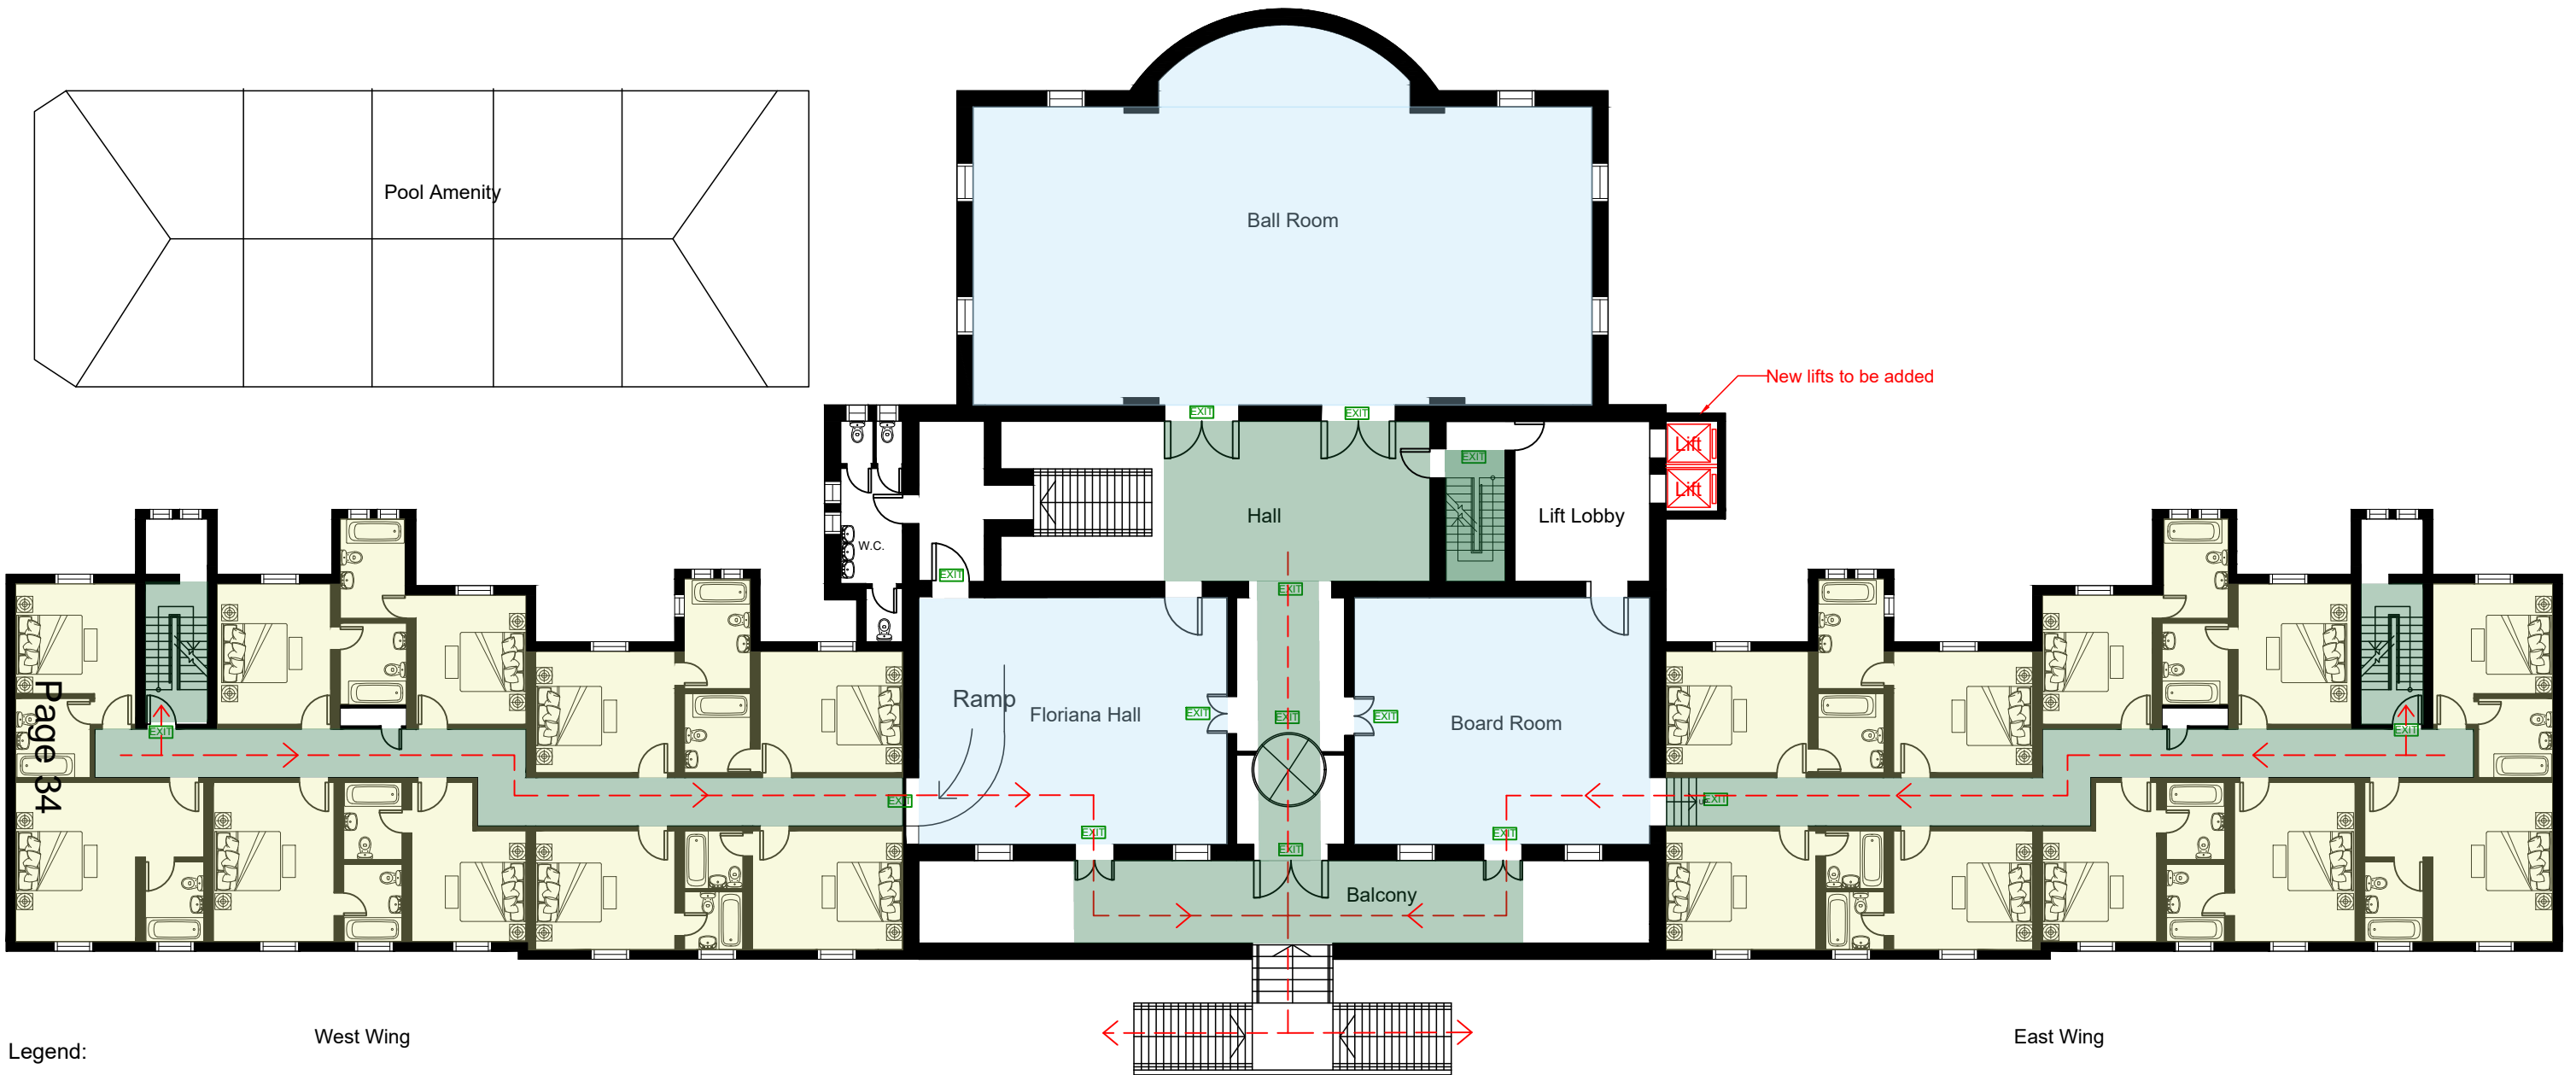 Pool Amenity
Ball Room
New lifts to be added
EXIT
EXIT
Lift
EXIT
Lift
Hall
Lift Lobby
W.C.
EXIT
EXIT
Page 34
Ramp
Floriana Hall
EXIT
EXIT
EXIT
Board Room
EXIT
EXIT
EXIT
EXIT
UP
EXIT
EXIT
EXIT
Balcony
West Wing
East Wing
Legend: